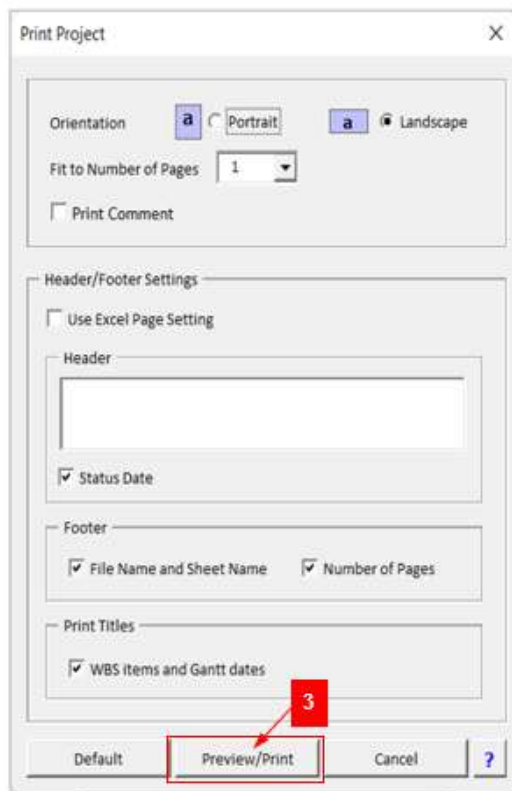 Print Project
Orientation a Portrait a Landscape
Fit to Number of Pages 1
Print Comment
Header/Footer Settings
Use Excel Page Setting
Header
Status Date
Footer
File Name and Sheet Name Number of Pages
Print Titles
WBS items and Gantt dates
3
Default Preview/Print Cancel ?